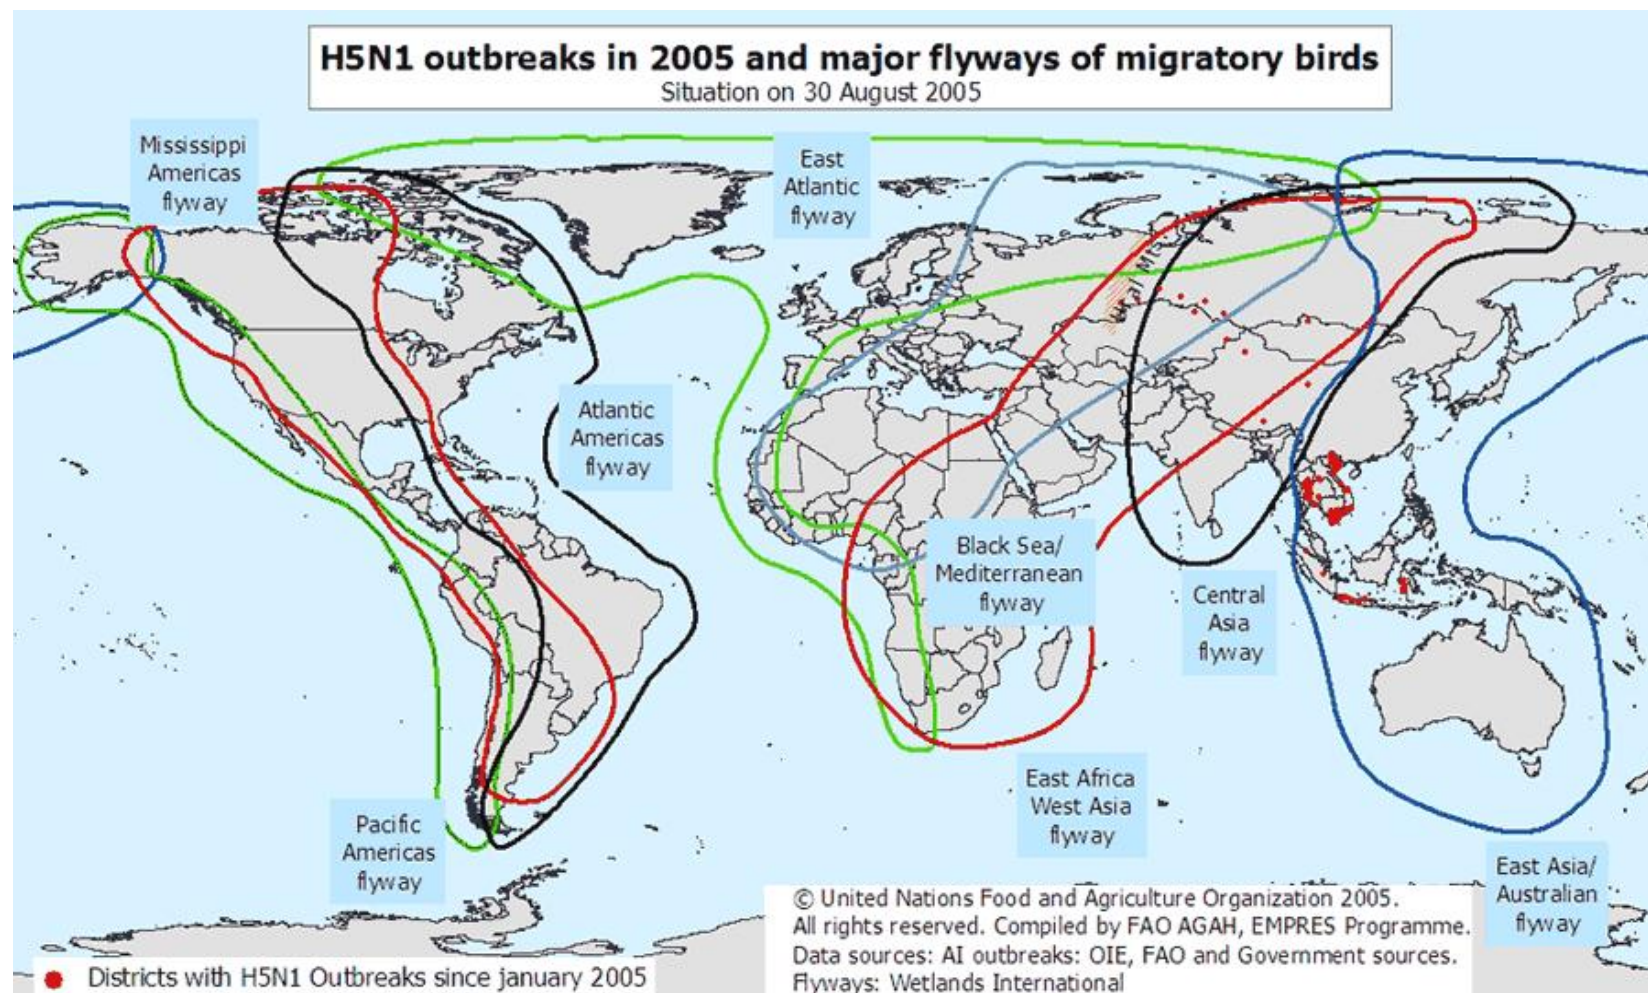 H5N1 outbreaks in 2005 and major flyways of migratory birds
Situation on 30 August 2005
Mississippi
Americas
flyway
East
Atlantic
flyway
Ural Mt
Atlantic
Americas
flyway
Black Sea/
Mediterranean
flyway
Central
Asia
flyway
East Africa
West Asia
flyway
Pacific
Americas
flyway
East Asia/
Australian
flyway
© United Nations Food and Agriculture Organization 2005.
All rights reserved. Compiled by FAO AGAH, EMPRES Programme.
Data sources: AI outbreaks: OIE, FAO and Government sources.
Flyways: Wetlands International
Districts with H5N1 Outbreaks since january 2005